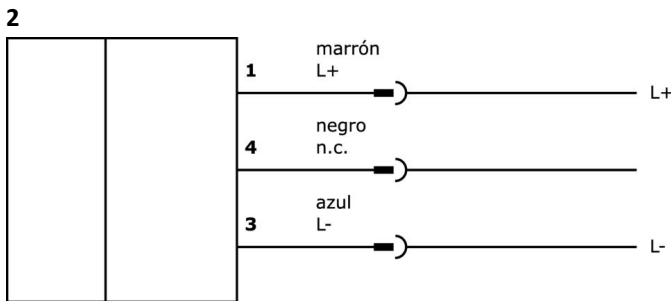 2
marrón
1 L+
L+
negro
4 n.c.
azul
3 L-
L-